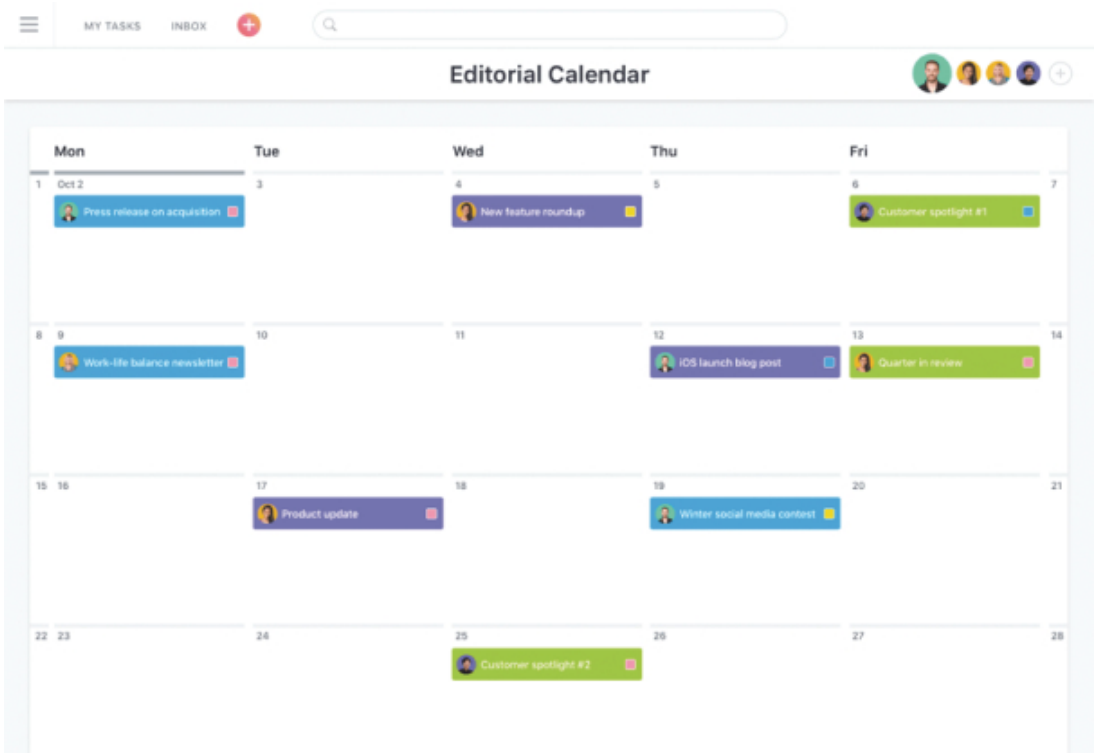 MY TASKS INBOX
Editorial Calendar
Mon Tue Wed Thu Fri
1 Oct 2 3 4 5 6 7
Press release on acquisition New feature roundup Customer spotlight #1
8 9 10 11 12 13 14
Work-life balance newsletter iOS launch blog post Quarter in review
15 16 17 18 19 20 21
Product update Winter social media contest
22 23 24 25 26 27 28
Customer spotlight #2